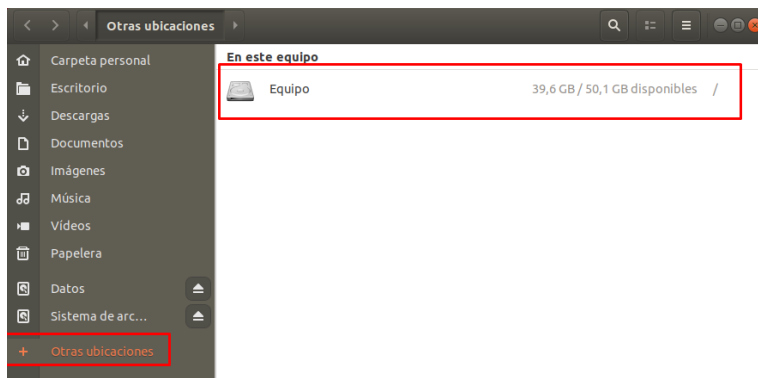 Otras ubicaciones
Carpeta personal
Escritorio
Descargas
Documentos
Imágenes
Música
Vídeos
Papelera
Datos
Sistema de arc...
+ Otras ubicaciones
En este equipo
Equipo 39,6 GB / 50,1 GB disponibles /